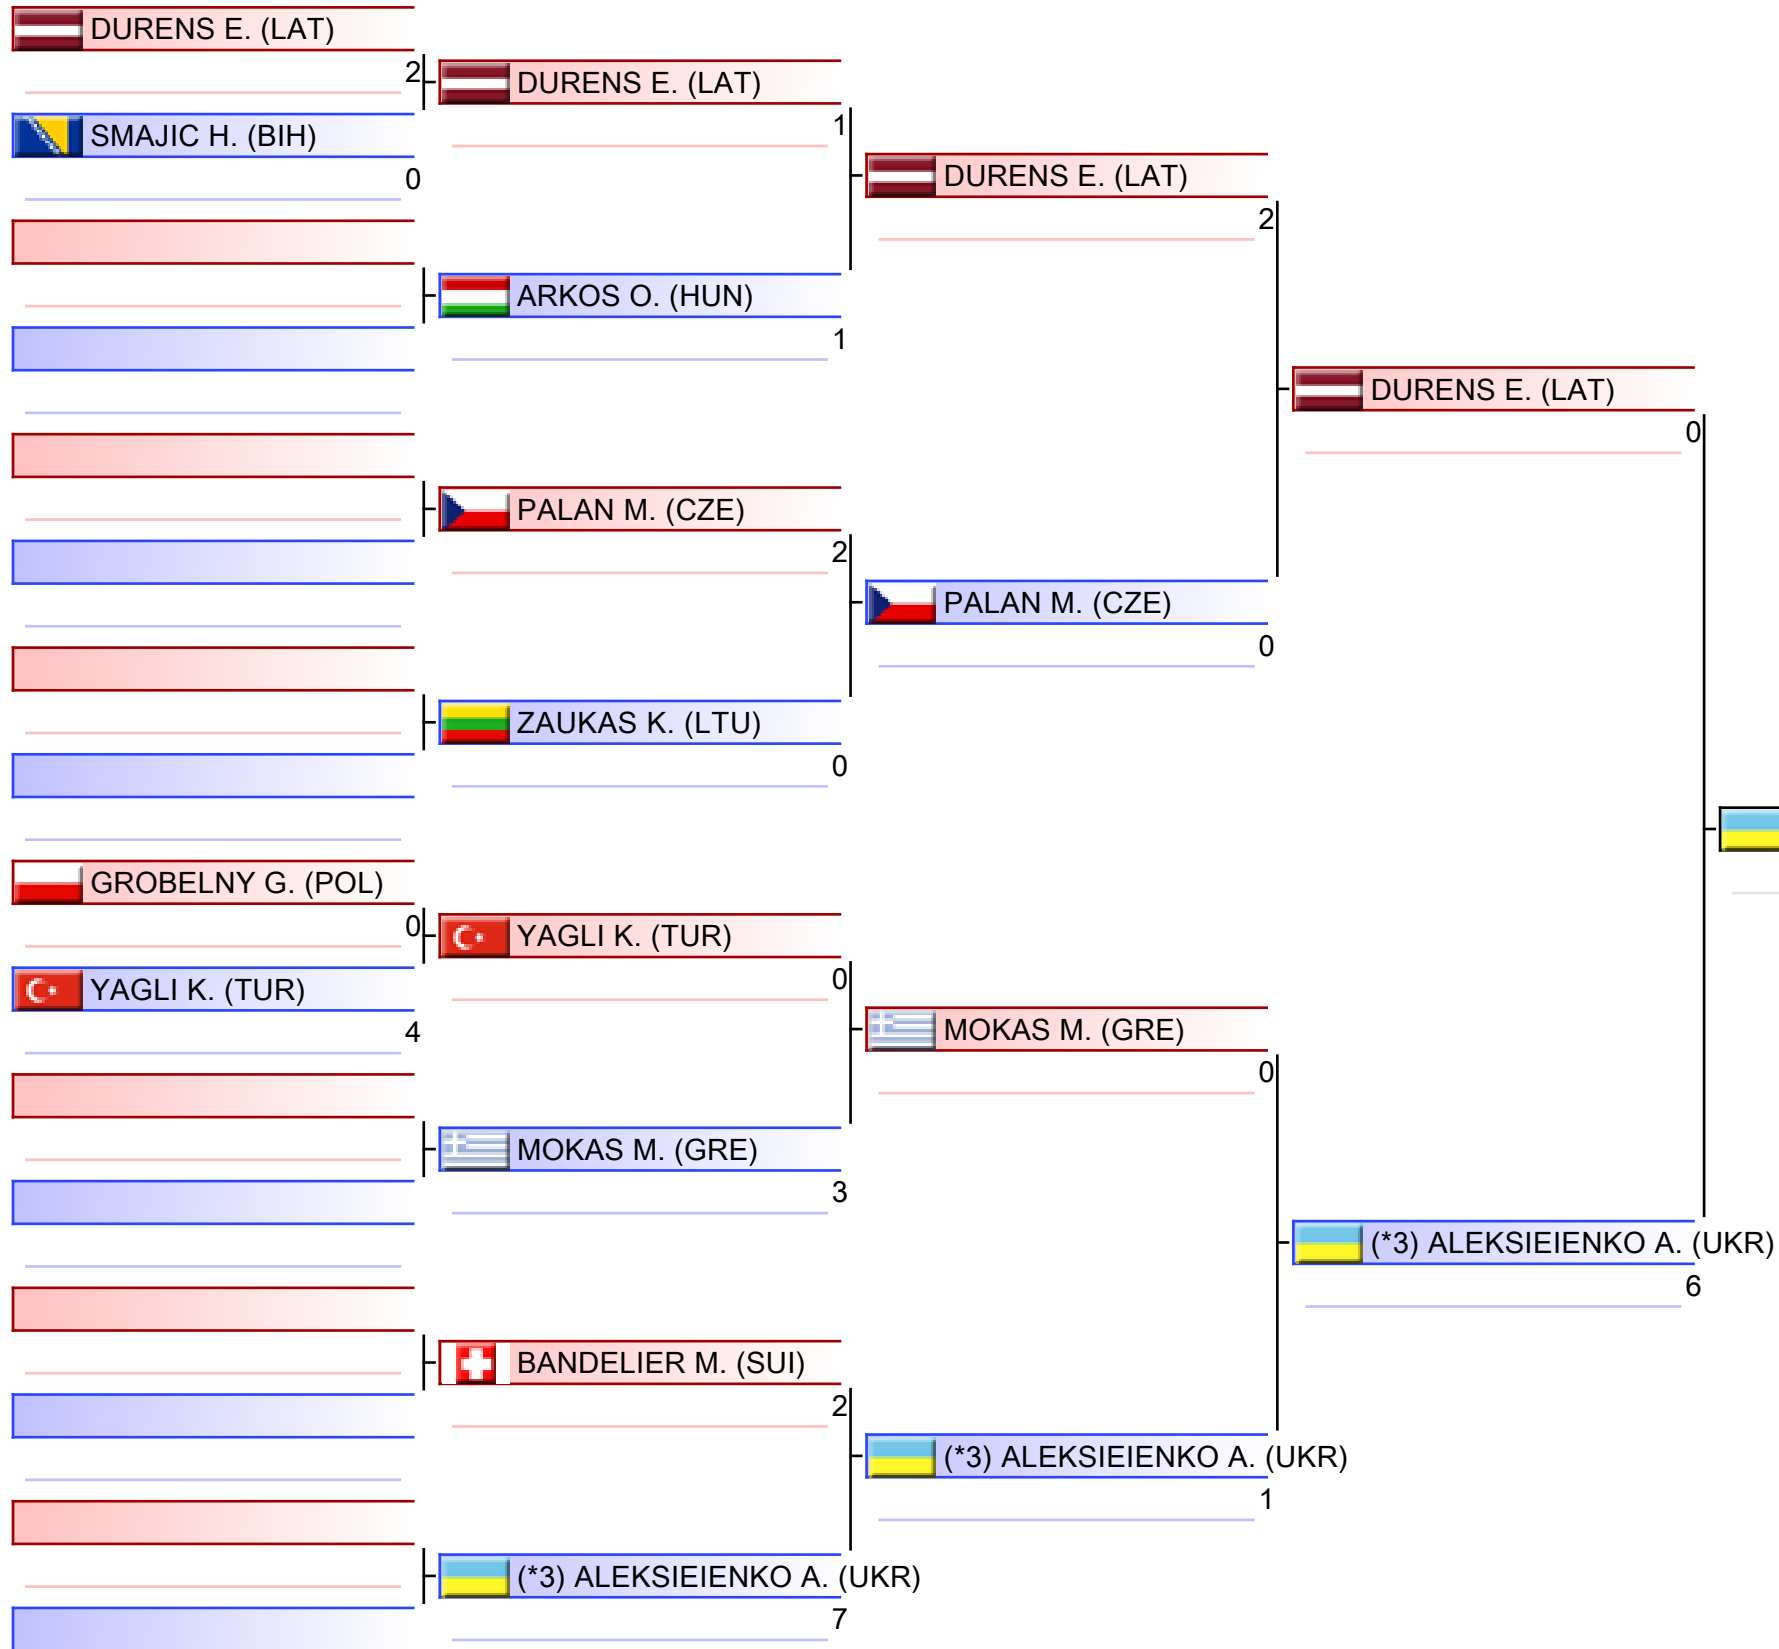 DURENS E. (LAT)
2
SMAJIC H. (BIH)
0
GROBELNY G. (POL)
0
YAGLI K. (TUR)
4
DURENS E. (LAT)
1
ARKOS O. (HUN)
1
PALAN M. (CZE)
2
ZAUKAS K. (LTU)
0
YAGLI K. (TUR)
0
MOKAS M. (GRE)
3
BANDELIER M. (SUI)
2
(*3) ALEKSIEIENKO A. (UKR)
7
DURENS E. (LAT)
2
PALAN M. (CZE)
0
MOKAS M. (GRE)
0
(*3) ALEKSIEIENKO A. (UKR)
1
DURENS E. (LAT)
0
(*3) ALEKSIEIENKO A. (UKR)
6